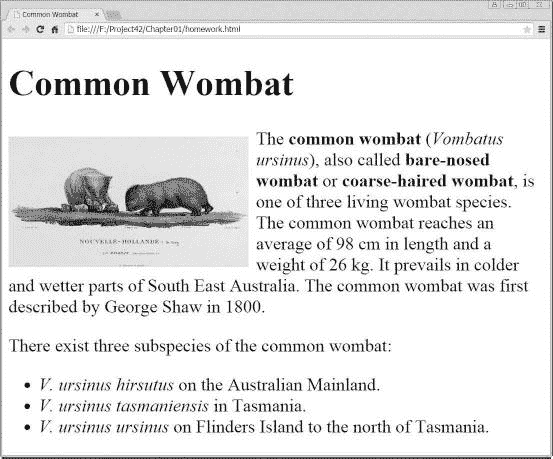 Common Wombat
file:///F:/Project42/Chapter01/homework.html
Common Wombat
The common wombat (Vombatus
ursinus), also called bare-nosed
wombat or coarse-haired wombat, is
one of three living wombat species.
The common wombat reaches an
average of 98 cm in length and a
weight of 26 kg. It prevails in colder
NOUVELLE-HOLLANDE
and wetter parts of South East Australia. The common wombat was first
described by George Shaw in 1800.
There exist three subspecies of the common wombat:
• V. ursinus hirsutus on the Australian Mainland.
• V. ursinus tasmaniensis in Tasmania.
• V. ursinus ursinus on Flinders Island to the north of Tasmania.